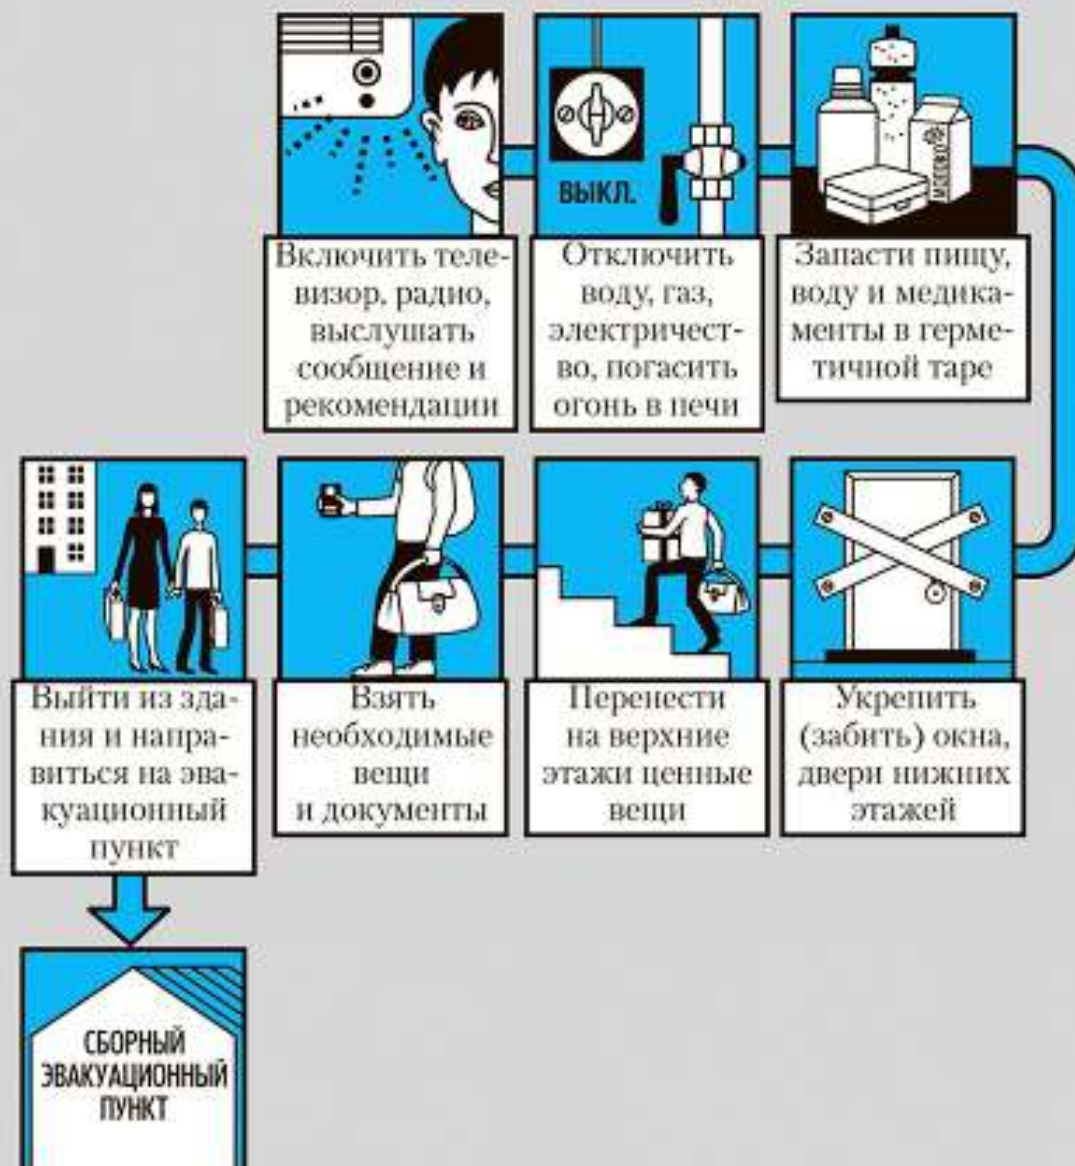 ВЫКЛ.
МОЛОКО
Включить теле-
визор, радио,
выслушать
сообщение и
рекомендации
Отключить
воду, газ,
электричест-
во, погасить
огонь в печи
Запасти пищу,
воду и медика-
менты в герме-
тичной таре
Укрепить
(забить) окна,
двери нижних
этажей
Перенести
на верхние
этажи ценные
вещи
Взять
необходимые
вещи
и документы
Выйти из зда-
ния и напра-
виться на эва-
куационный
пункт
СБОРНЫЙ
ЭВАКУАЦИОННЫЙ
ПУНКТ